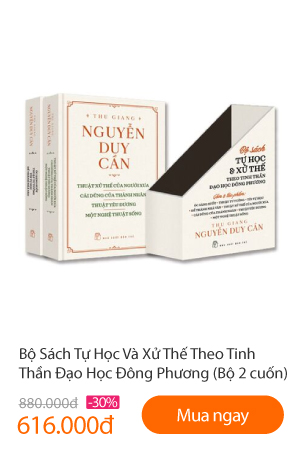 THU GIANG
NGUYỄN
DUY
CẦN
THUẬT XỬ THẾ CỦA NGƯỜI XƯA
CÁI DŨNG CỦA THÁNH NHÂN
THUẬT YÊU ĐƯƠNG
MỘT NGHỆ THUẬT SỐNG
Bộ sách
TỰ HỌC
& XỬ THẾ
THEO TINH THẦN
ĐẠO HỌC ĐÔNG PHƯƠNG
THU GIANG
NGUYỄN DUY CẦN
Bộ Sách Tự Học Và Xử Thế Theo Tinh
Thần Đạo Học Đông Phương (Bộ 2 cuốn)
880.000đ -30%
616.000đ
Mua ngay